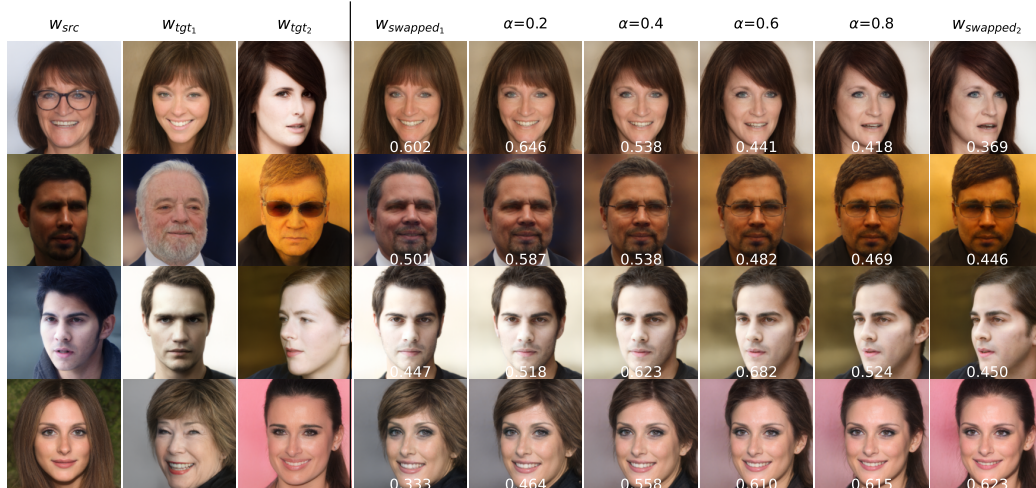 w_src w_tgt₁ w_tgt₂ w_swapped₁ α=0.2 α=0.4 α=0.6 α=0.8 w_swapped₂
0.602 0.646 0.538 0.441 0.418 0.369
0.501 0.587 0.538 0.482 0.469 0.446
0.447 0.518 0.623 0.682 0.524 0.450
0.333 0.464 0.558 0.610 0.615 0.623